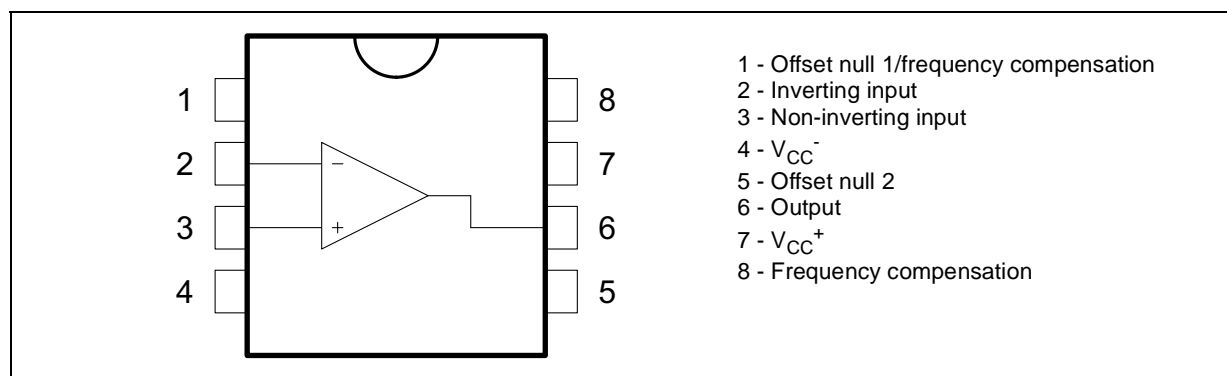 1
2
3
4
8
7
6
5
−
+
1 - Offset null 1/frequency compensation
2 - Inverting input
3 - Non-inverting input
4 - VCC-
5 - Offset null 2
6 - Output
7 - VCC+
8 - Frequency compensation